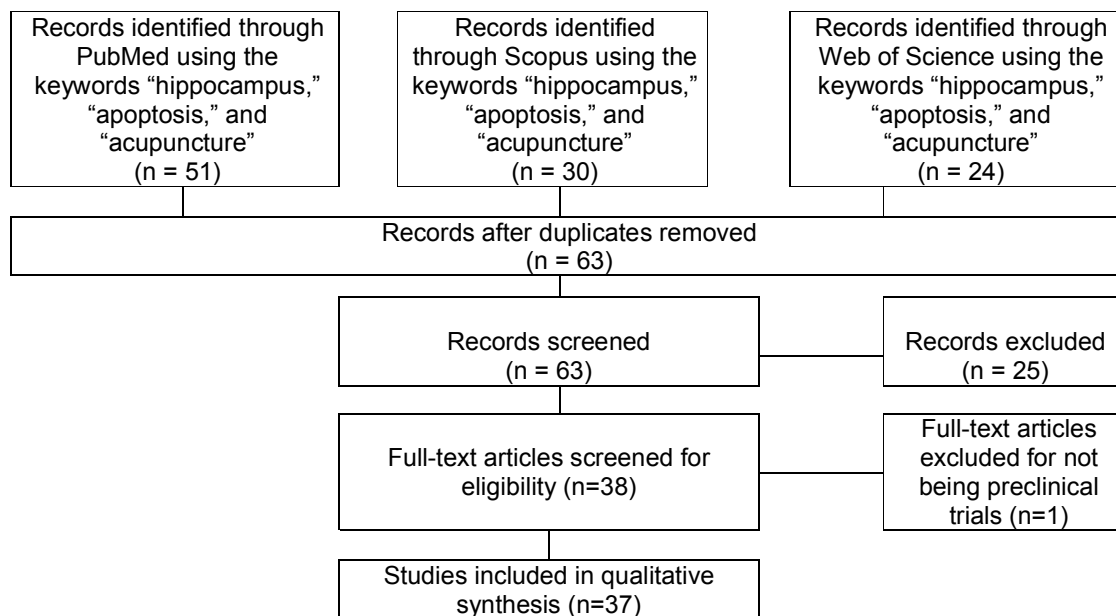 Records identified through
PubMed using the
keywords “hippocampus,”
“apoptosis,” and
“acupuncture”
(n = 51)
Records identified
through Scopus using the
keywords “hippocampus,”
“apoptosis,” and
“acupuncture”
(n = 30)
Records identified through
Web of Science using the
keywords “hippocampus,”
“apoptosis,” and
“acupuncture”
(n = 24)
Records after duplicates removed
(n = 63)
Records screened
(n = 63)
Records excluded
(n = 25)
Full-text articles screened for
eligibility (n=38)
Full-text articles
excluded for not
being preclinical
trials (n=1)
Studies included in qualitative
synthesis (n=37)